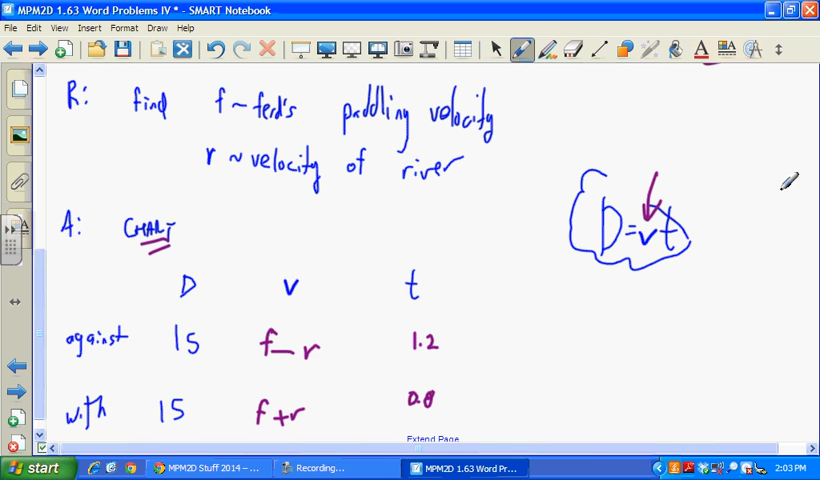 MPM2D 1.63 Word Problems IV * - SMART Notebook
File Edit View Insert Format Draw Help
R: find f ~ ferd's paddling velocity
r ~ velocity of river
D = vt
A: CHART
D v t
against 15 f - r 1.2
with 15 f + r 0.8
Extend Page
start MPM2D Stuff 2014 - ... Recording... MPM2D 1.63 Word Pr... 2:03 PM